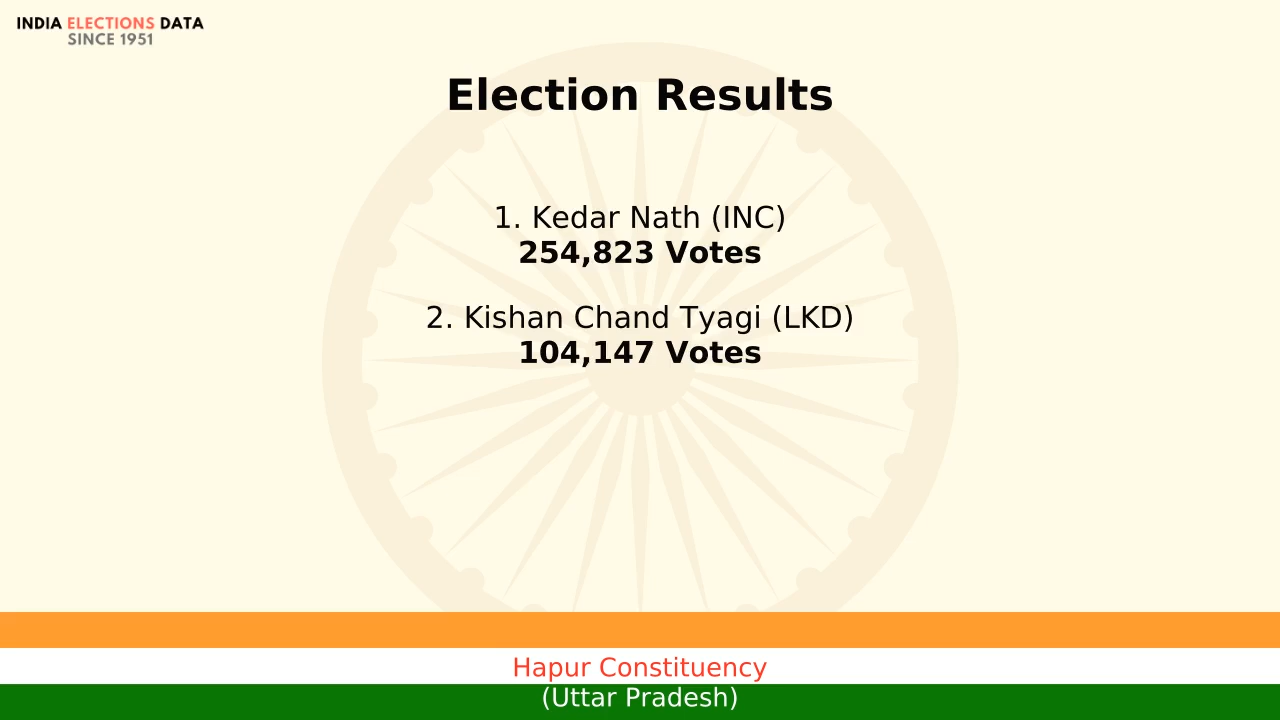 INDIA ELECTIONS DATA
SINCE 1951
Election Results
1. Kedar Nath (INC)
254,823 Votes
2. Kishan Chand Tyagi (LKD)
104,147 Votes
Hapur Constituency
(Uttar Pradesh)